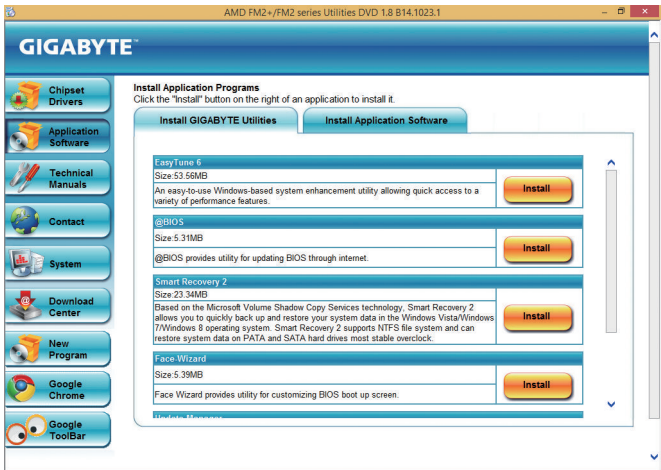 AMD FM2+/FM2 series Utilities DVD 1.8 B14.1023.1
GIGABYTE™
Chipset
Drivers
Application
Software
Technical
Manuals
Contact
System
Download
Center
New
Program
Google
Chrome
Google
ToolBar
Install Application Programs
Click the "Install" button on the right of an application to install it.
Install GIGABYTE Utilities
Install Application Software
EasyTune 6
Size:53.56MB
An easy-to-use Windows-based system enhancement utility allowing quick access to a
variety of performance features.
Install
@BIOS
Size:5.31MB
@BIOS provides utility for updating BIOS through internet.
Install
Smart Recovery 2
Size:23.34MB
Based on the Microsoft Volume Shadow Copy Services technology, Smart Recovery 2
allows you to quickly back up and restore your system data in the Windows Vista/Windows
7/Windows 8 operating system. Smart Recovery 2 supports NTFS file system and can
restore system data on PATA and SATA hard drives most stable overclock.
Install
Face-Wizard
Size:5.39MB
Face Wizard provides utility for customizing BIOS boot up screen.
Install
Update Manager